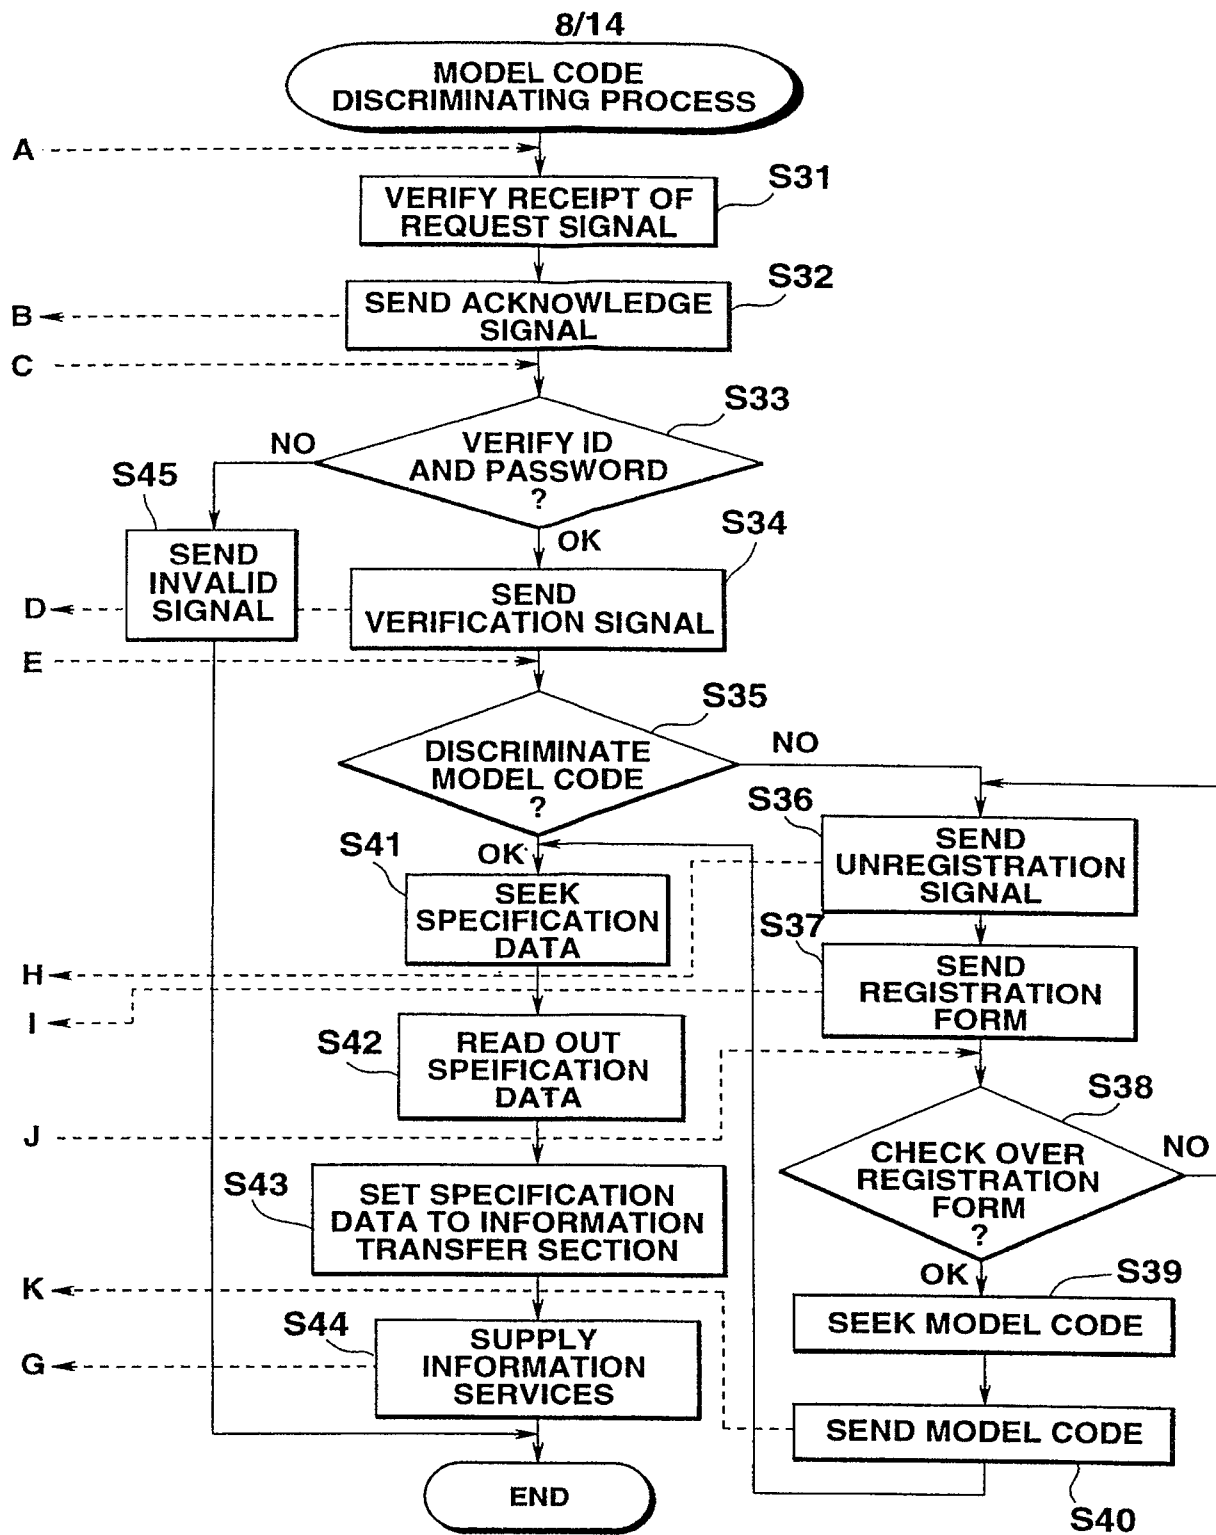 8/14
MODEL CODE
DISCRIMINATING PROCESS
A
S31
VERIFY RECEIPT OF
REQUEST SIGNAL
S32
SEND ACKNOWLEDGE
SIGNAL
B
C
S33
NO
VERIFY ID
AND PASSWORD
?
S45
SEND
INVALID
SIGNAL
OK
S34
SEND
VERIFICATION SIGNAL
D
E
S35
DISCRIMINATE
MODEL CODE
?
NO
S36
SEND
UNREGISTRATION
SIGNAL
S41
OK
SEEK
SPECIFICATION
DATA
S37
SEND
REGISTRATION
FORM
H
I
S42
READ OUT
SPEIFICATION
DATA
S38
J
CHECK OVER
REGISTRATION
FORM
?
NO
S43
SET SPECIFICATION
DATA TO INFORMATION
TRANSFER SECTION
OK
S39
SEEK MODEL CODE
K
S44
SUPPLY
INFORMATION
SERVICES
G
SEND MODEL CODE
S40
END